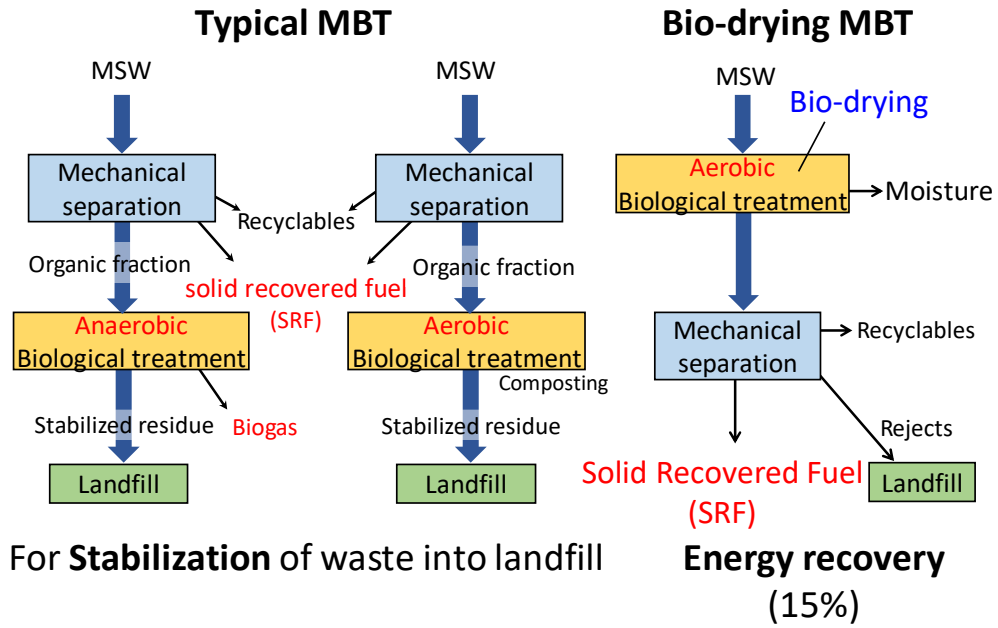 Typical MBT
Bio-drying MBT
MSW
MSW
MSW
Bio-drying
Mechanical
separation
Mechanical
separation
Aerobic
Biological treatment
Moisture
Recyclables
Organic fraction
Organic fraction
solid recovered fuel
(SRF)
Anaerobic
Biological treatment
Aerobic
Biological treatment
Composting
Mechanical
separation
Recyclables
Stabilized residue
Biogas
Stabilized residue
Rejects
Landfill
Landfill
Solid Recovered Fuel
(SRF)
Landfill
For Stabilization of waste into landfill
Energy recovery
(15%)